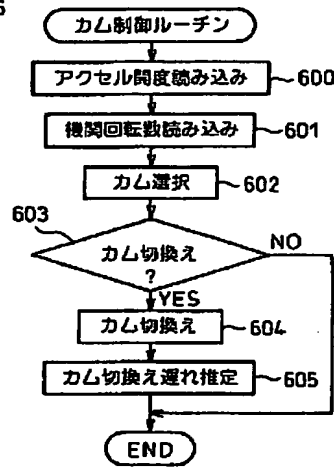 6
カム制御ルーチン
アクセル開度読み込み
600
機関回転数読み込み
601
カム選択
602
603
カム切換え
?
NO
YES
カム切換え
604
カム切換え遅れ推定
605
END